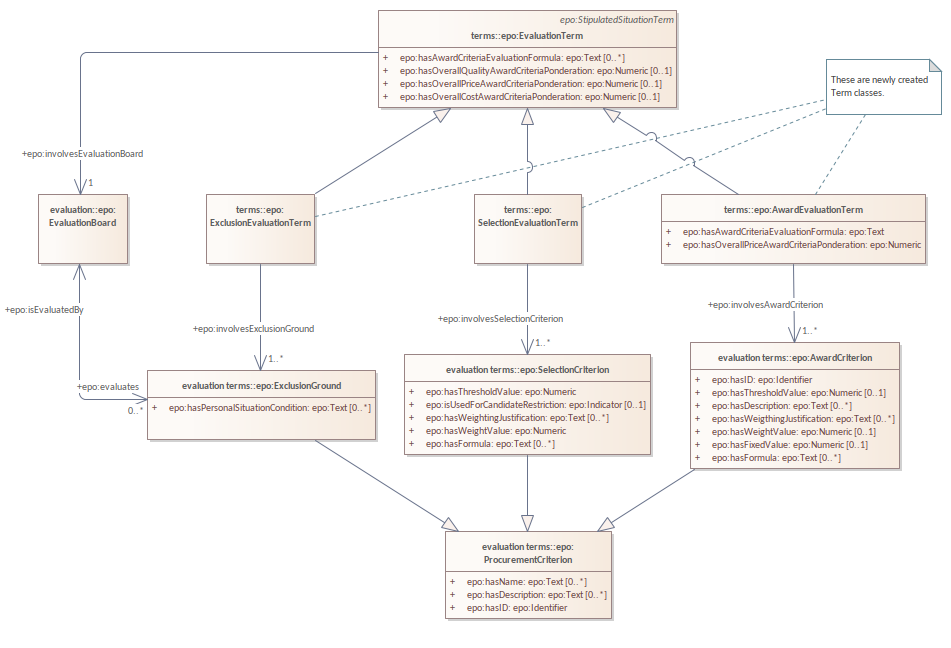 epo:StipulatedSituationTerm
terms::epo:EvaluationTerm
+ epo:hasAwardCriteriaEvaluationFormula: epo:Text [0..*]
+ epo:hasOverallQualityAwardCriteriaPonderation: epo:Numeric [0..1]
+ epo:hasOverallPriceAwardCriteriaPonderation: epo:Numeric [0..1]
+ epo:hasOverallCostAwardCriteriaPonderation: epo:Numeric [0..1]
These are newly created
Term classes.
+epo:involvesEvaluationBoard
1
evaluation::epo:
EvaluationBoard
terms::epo:
ExclusionEvaluationTerm
terms::epo:
SelectionEvaluationTerm
terms::epo:AwardEvaluationTerm
+ epo:hasAwardCriteriaEvaluationFormula: epo:Text
+ epo:hasOverallPriceAwardCriteriaPonderation: epo:Numeric
+epo:isEvaluatedBy
+epo:involvesExclusionGround
1..*
+epo:involvesSelectionCriterion
1..*
+epo:involvesAwardCriterion
1..*
+epo:evaluates
0..*
evaluation terms::epo:ExclusionGround
+ epo:hasPersonalSituationCondition: epo:Text [0..*]
evaluation terms::epo:SelectionCriterion
+ epo:hasThresholdValue: epo:Numeric
+ epo:isUsedForCandidateRestriction: epo:Indicator [0..1]
+ epo:hasWeightingJustification: epo:Text [0..*]
+ epo:hasWeightValue: epo:Numeric
+ epo:hasFormula: epo:Text [0..*]
evaluation terms::epo:AwardCriterion
+ epo:hasID: epo:Identifier
+ epo:hasThresholdValue: epo:Numeric [0..1]
+ epo:hasDescription: epo:Text [0..*]
+ epo:hasWeigthingJustification: epo:Text [0..*]
+ epo:hasWeightValue: epo:Numeric [0..1]
+ epo:hasFixedValue: epo:Numeric [0..1]
+ epo:hasFormula: epo:Text [0..*]
evaluation terms::epo:
ProcurementCriterion
+ epo:hasName: epo:Text [0..*]
+ epo:hasDescription: epo:Text [0..*]
+ epo:hasID: epo:Identifier